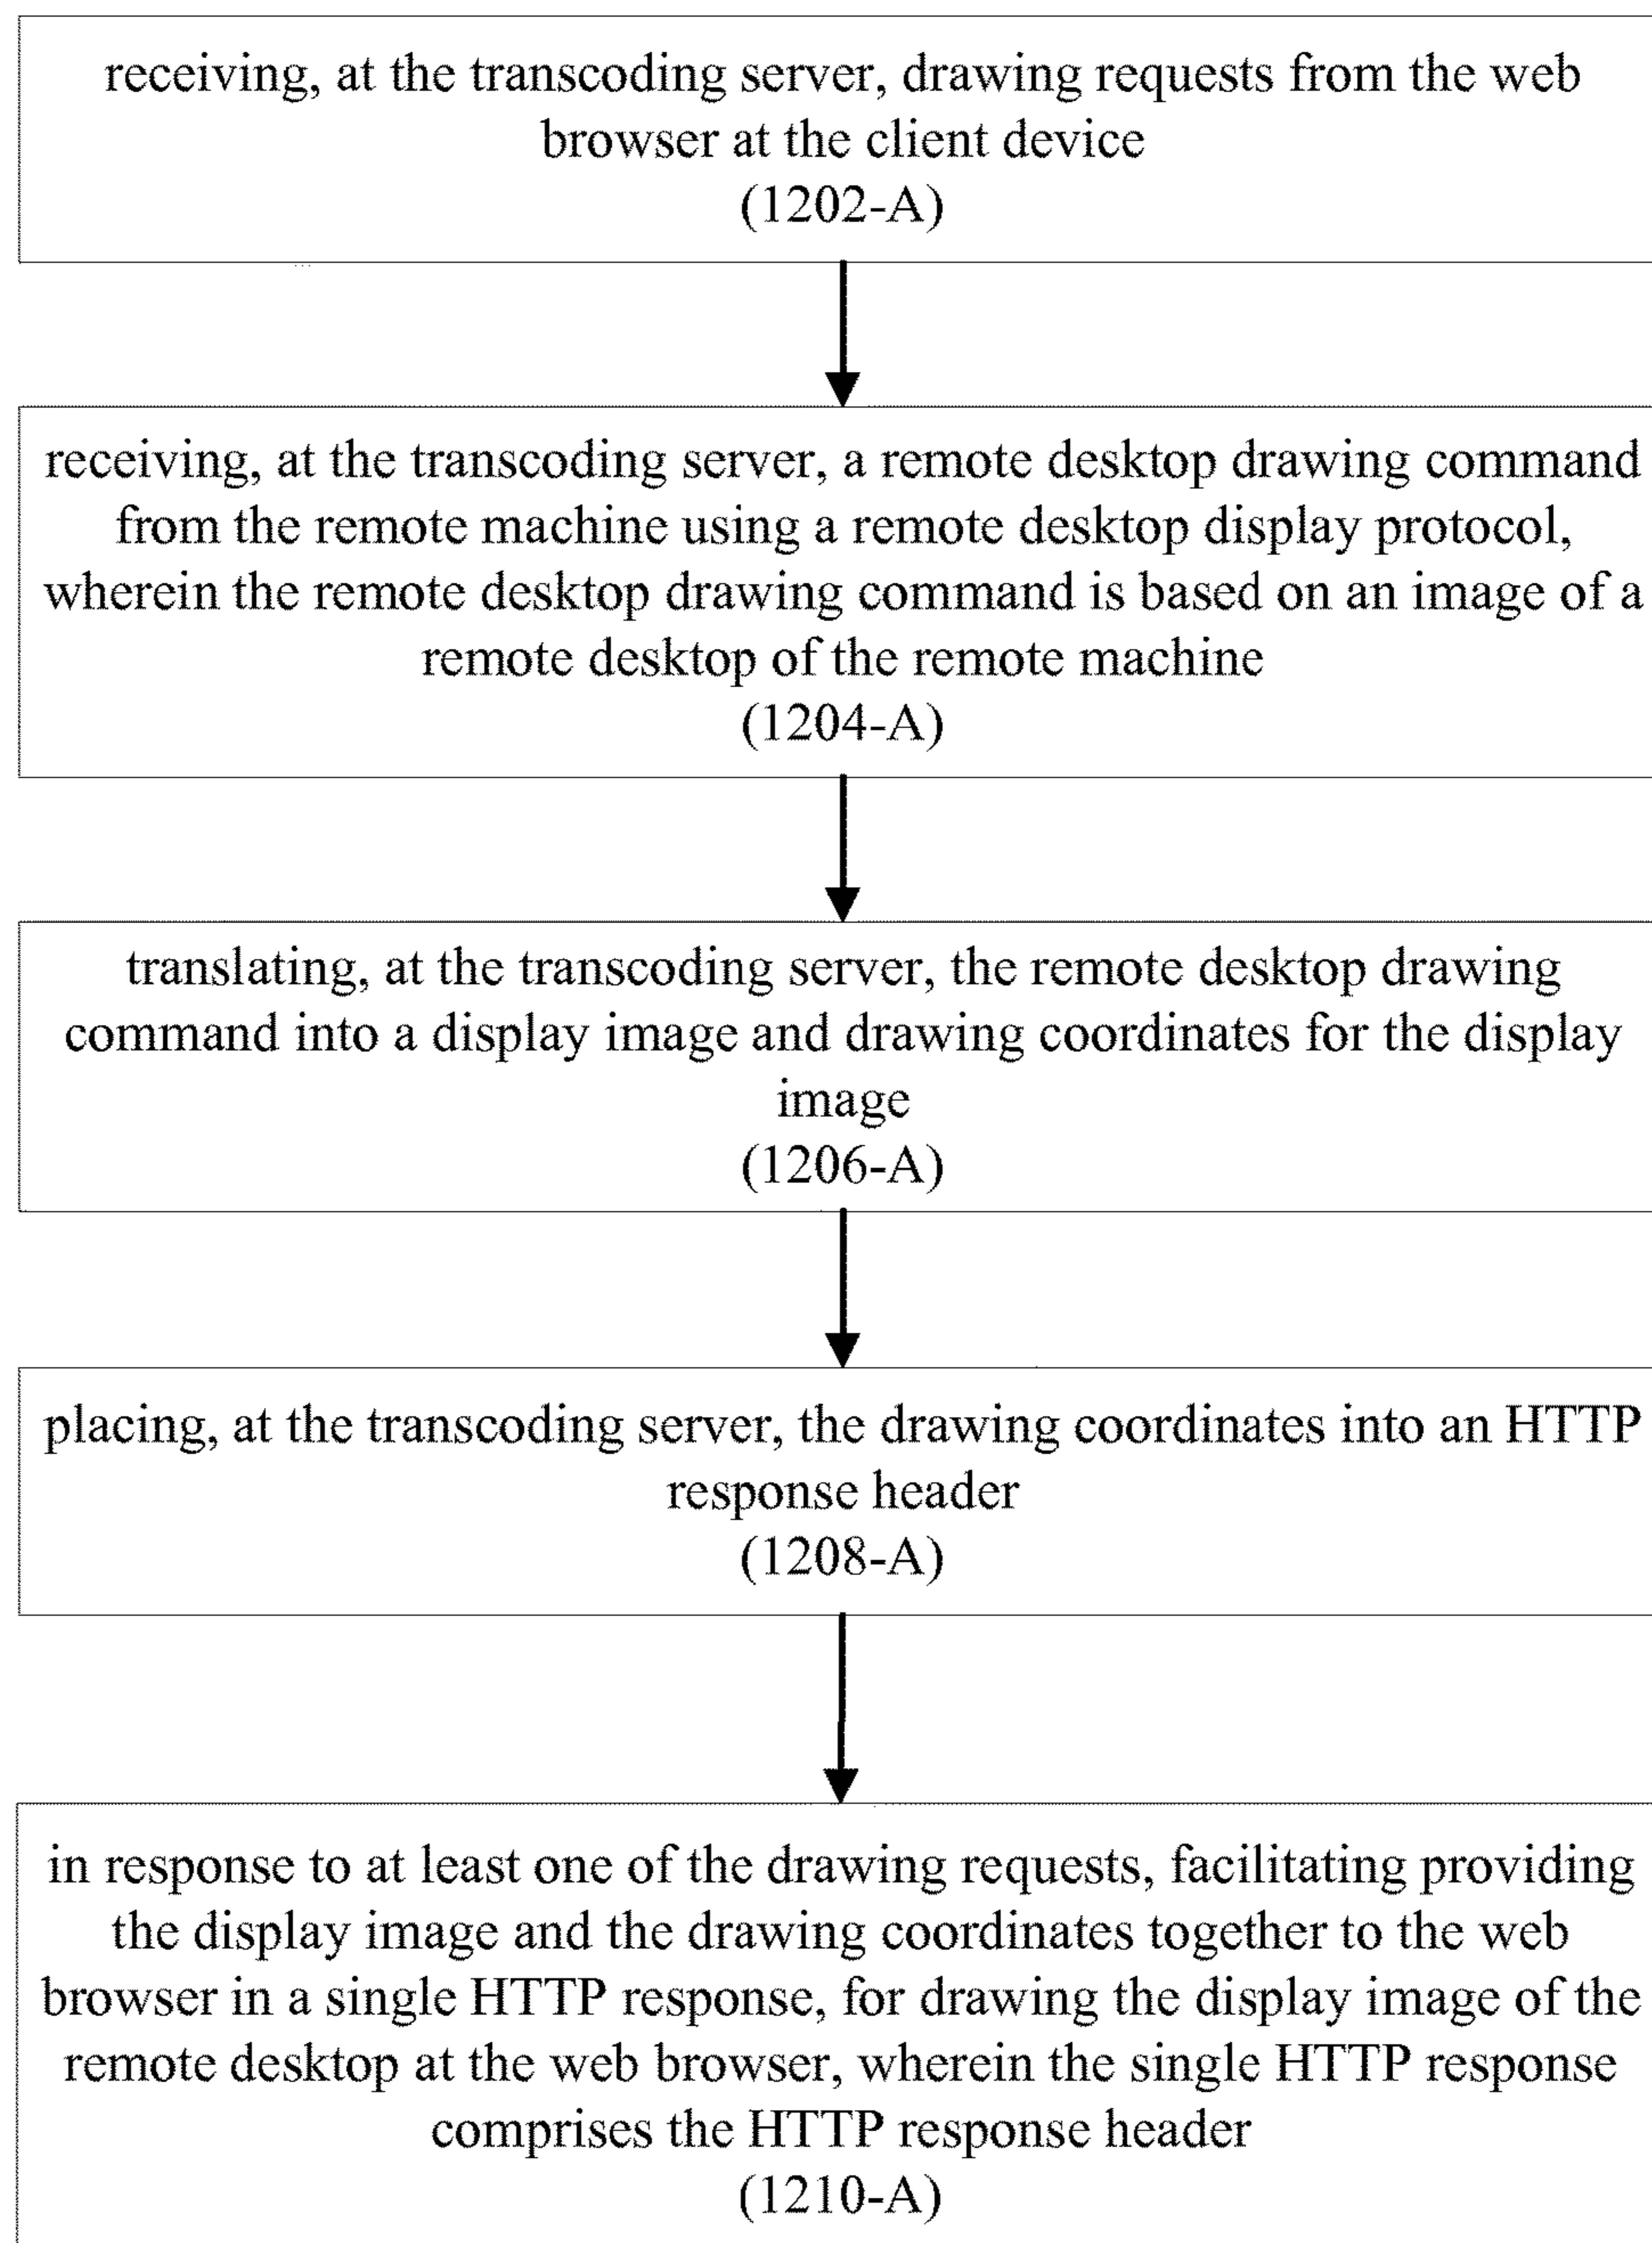 receiving, at the transcoding server, drawing requests from the web
browser at the client device
(1202-A)
receiving, at the transcoding server, a remote desktop drawing command
from the remote machine using a remote desktop display protocol,
wherein the remote desktop drawing command is based on an image of a
remote desktop of the remote machine
(1204-A)
translating, at the transcoding server, the remote desktop drawing
command into a display image and drawing coordinates for the display
image
(1206-A)
placing, at the transcoding server, the drawing coordinates into an HTTP
response header
(1208-A)
in response to at least one of the drawing requests, facilitating providing
the display image and the drawing coordinates together to the web
browser in a single HTTP response, for drawing the display image of the
remote desktop at the web browser, wherein the single HTTP response
comprises the HTTP response header
(1210-A)